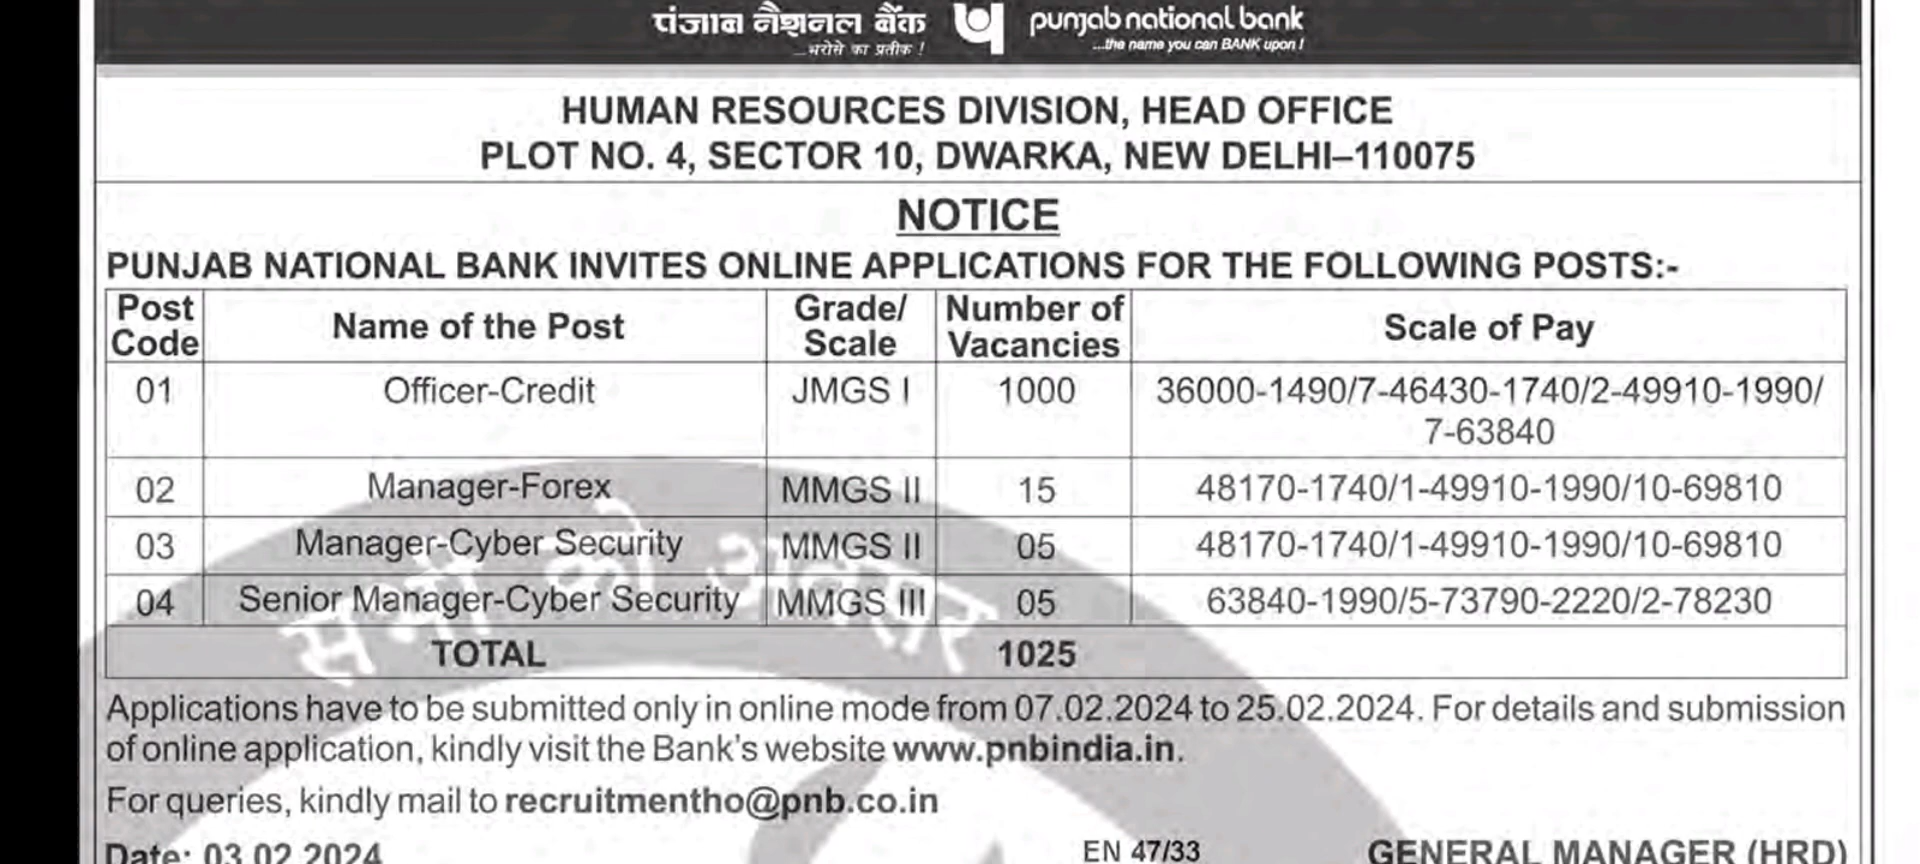 पंजाब नैशनल बैंक punjab national bank
...भरोसे का प्रतीक ! ...the name you can BANK upon !
HUMAN RESOURCES DIVISION, HEAD OFFICE
PLOT NO. 4, SECTOR 10, DWARKA, NEW DELHI–110075
NOTICE
PUNJAB NATIONAL BANK INVITES ONLINE APPLICATIONS FOR THE FOLLOWING POSTS:-
Post Code Name of the Post Grade/ Scale Number of Vacancies Scale of Pay
01 Officer-Credit JMGS I 1000 36000-1490/7-46430-1740/2-49910-1990/
7-63840
02 Manager-Forex MMGS II 15 48170-1740/1-49910-1990/10-69810
03 Manager-Cyber Security MMGS II 05 48170-1740/1-49910-1990/10-69810
04 Senior Manager-Cyber Security MMGS III 05 63840-1990/5-73790-2220/2-78230
TOTAL 1025
सभी को अवसर
Applications have to be submitted only in online mode from 07.02.2024 to 25.02.2024. For details and submission
of online application, kindly visit the Bank's website www.pnbindia.in.
For queries, kindly mail to recruitmentho@pnb.co.in
Date: 03.02.2024 EN 47/33 GENERAL MANAGER (HRD)